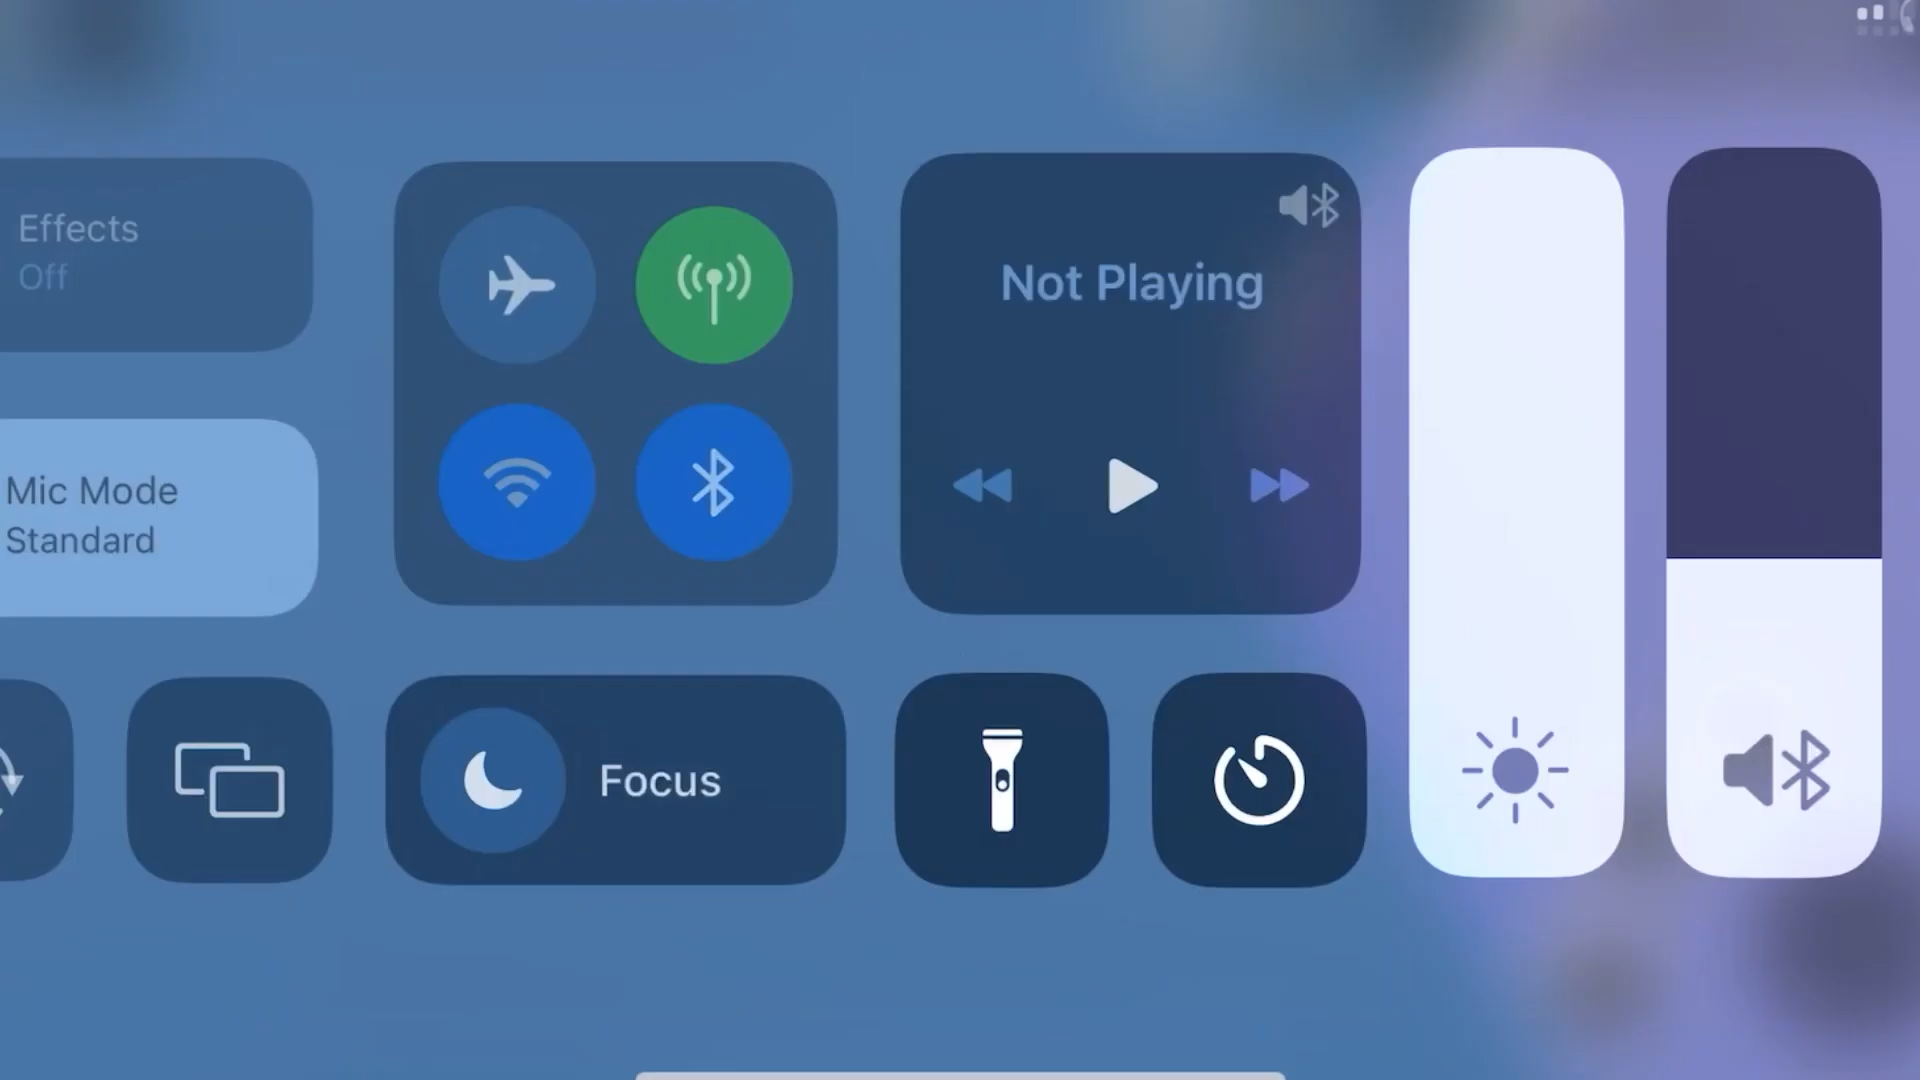 Effects
Off
Mic Mode
Standard
Not Playing
Focus